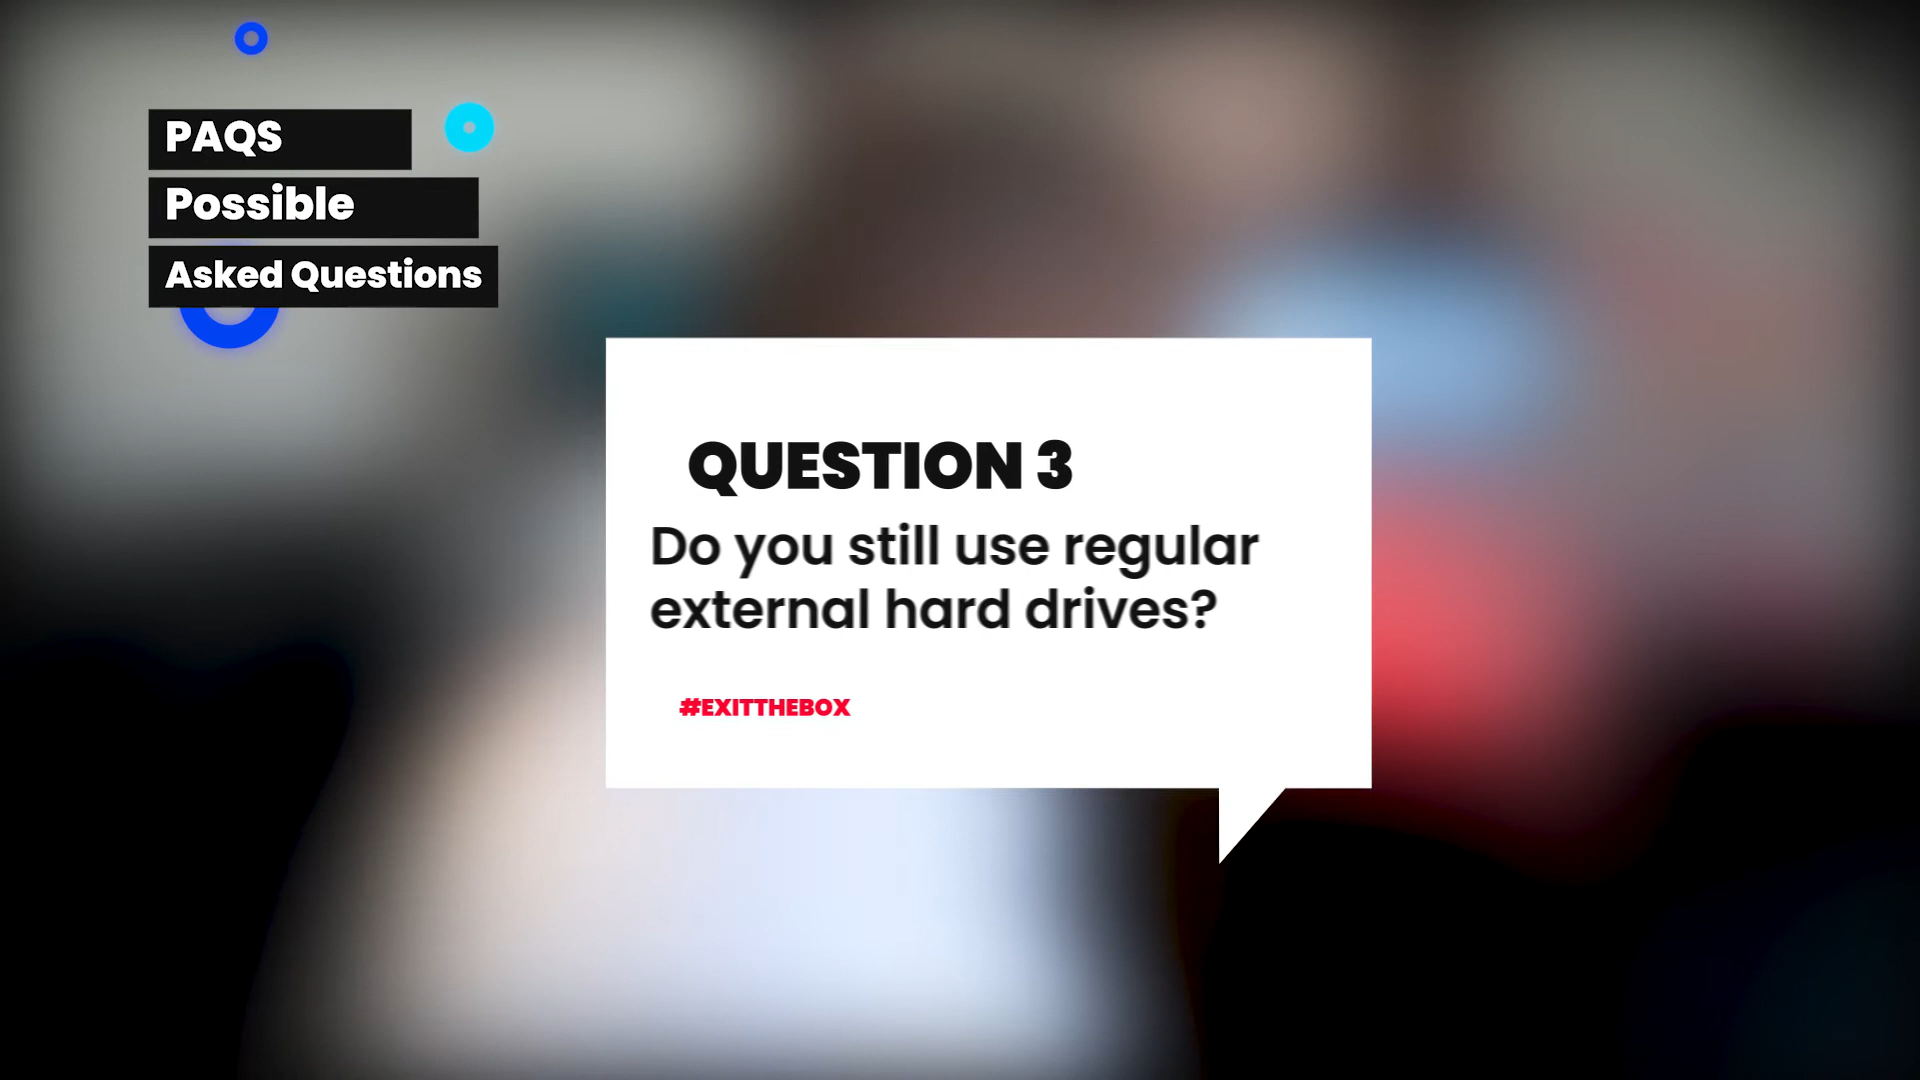 PAQS
Possible
Asked Questions
QUESTION 3
Do you still use regular
external hard drives?
#EXITTHEBOX